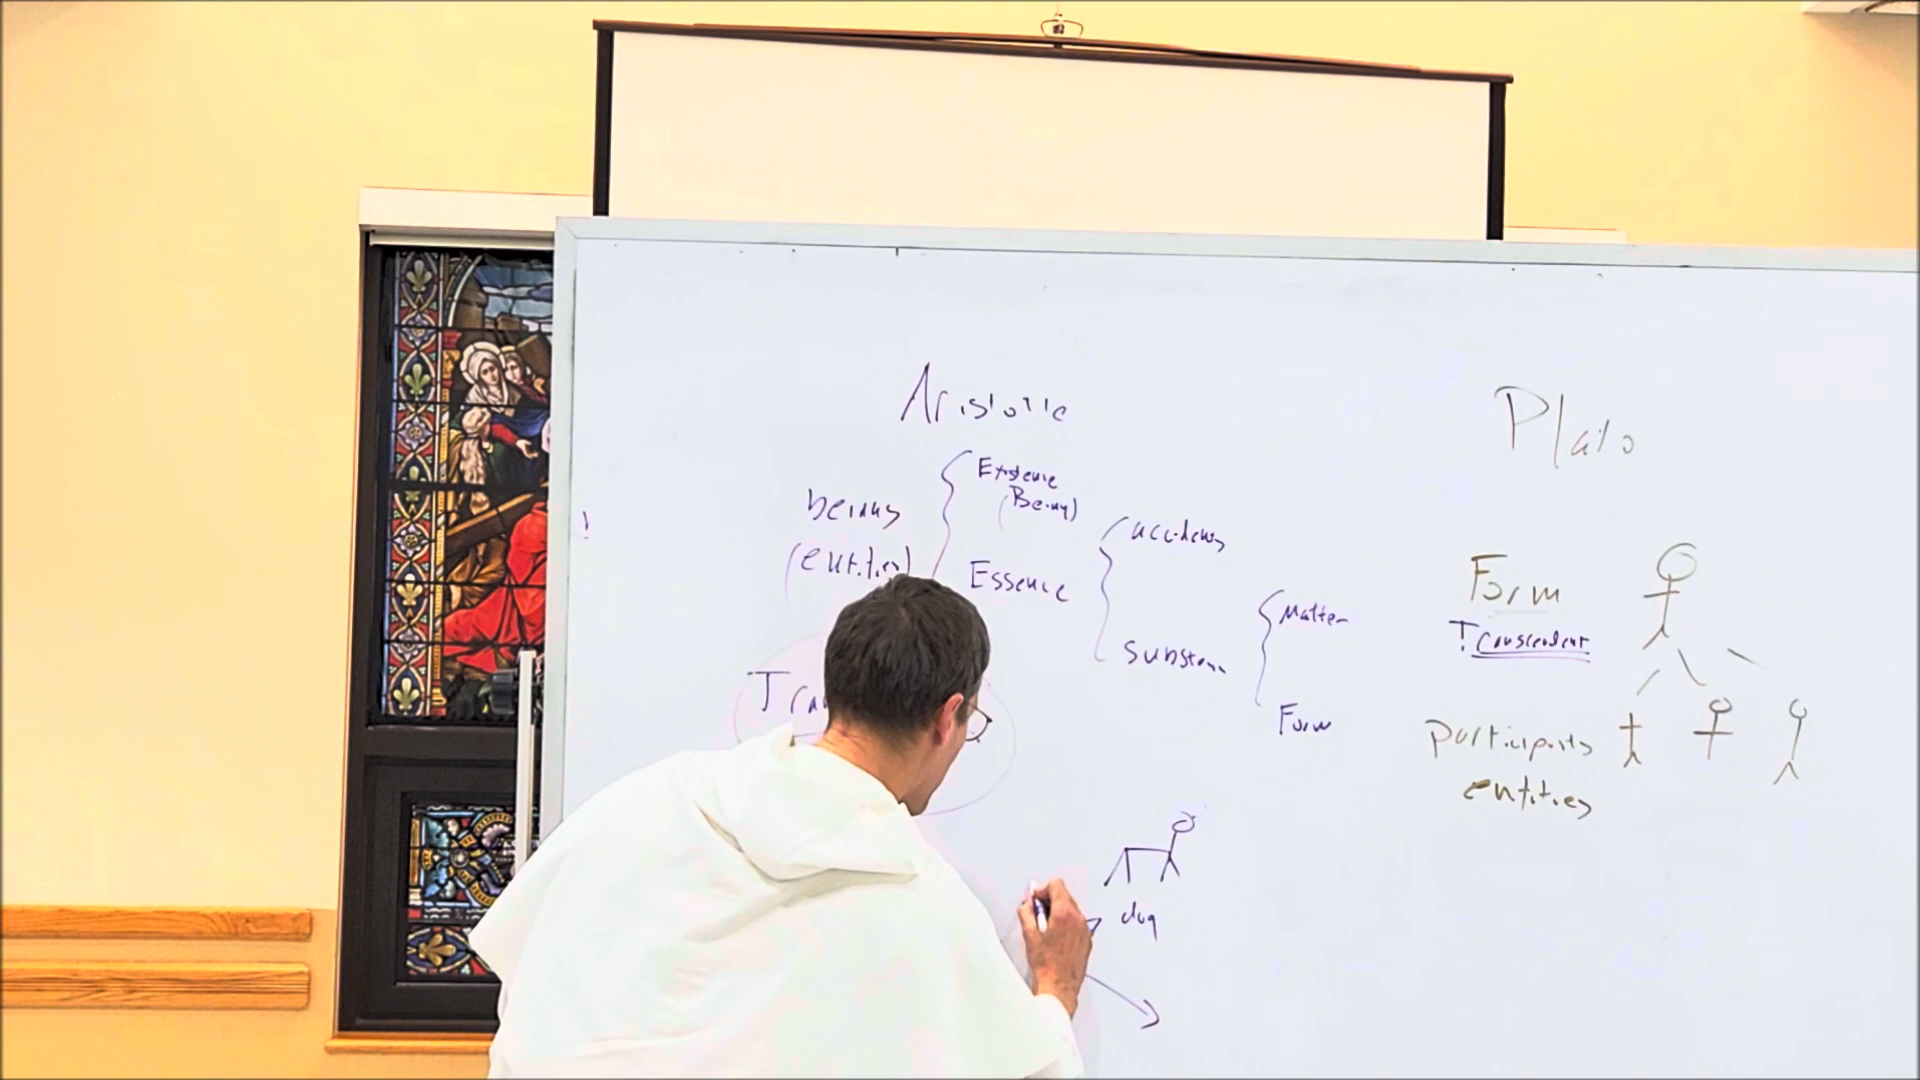 Aristotle
Plato
Existence
(Being)
beings
(entities)
accidents
Essence
Matter
Form
Transcendent
substance
Form
participants
entities
dog